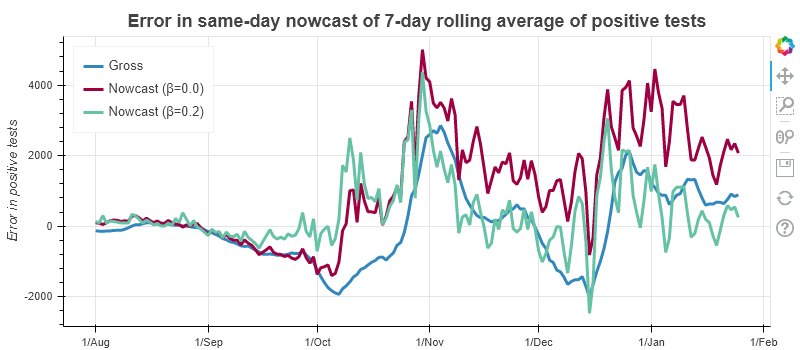 Error in same-day nowcast of 7-day rolling average of positive tests
Gross
Nowcast (β=0.0)
Nowcast (β=0.2)
Error in positive tests
4000
2000
0
-2000
1/Aug
1/Sep
1/Oct
1/Nov
1/Dec
1/Jan
1/Feb